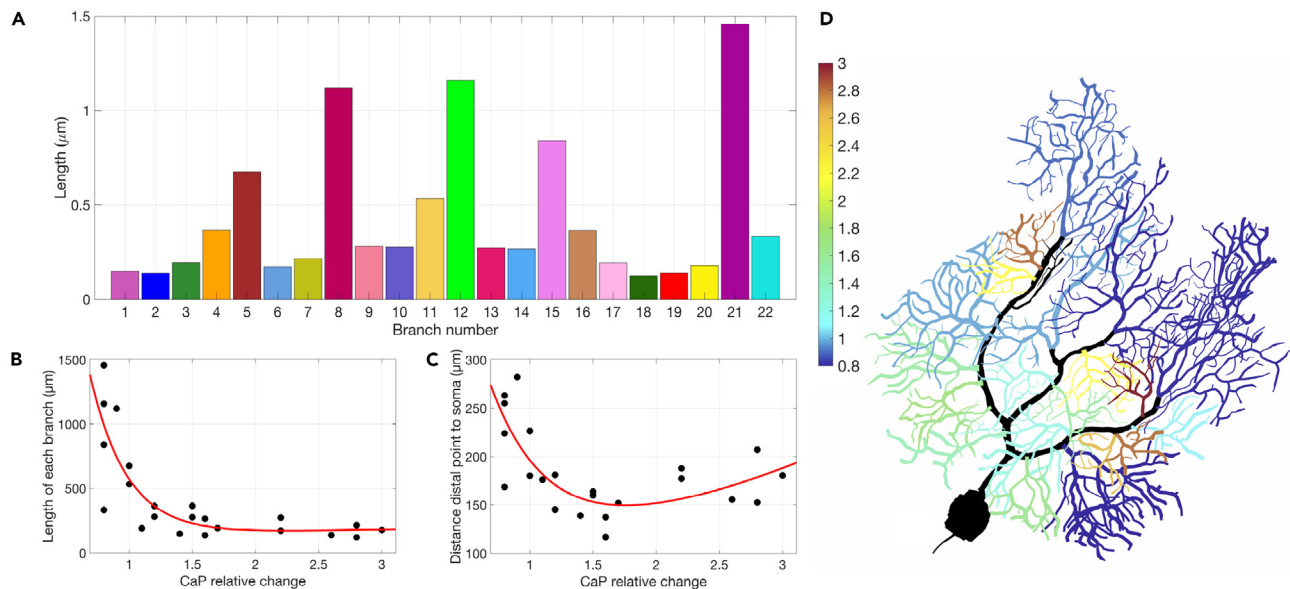 A
1.5
1
0.5
0
Length (μm)
1 2 3 4 5 6 7 8 9 10 11 12 13 14 15 16 17 18 19 20 21 22
Branch number
B
1500
1000
500
0
Length of each branch (μm)
1 1.5 2 2.5 3
CaP relative change
C
300
250
200
150
100
Distance distal point to soma (μm)
1 1.5 2 2.5 3
CaP relative change
D
3
2.8
2.6
2.4
2.2
2
1.8
1.6
1.4
1.2
1
0.8